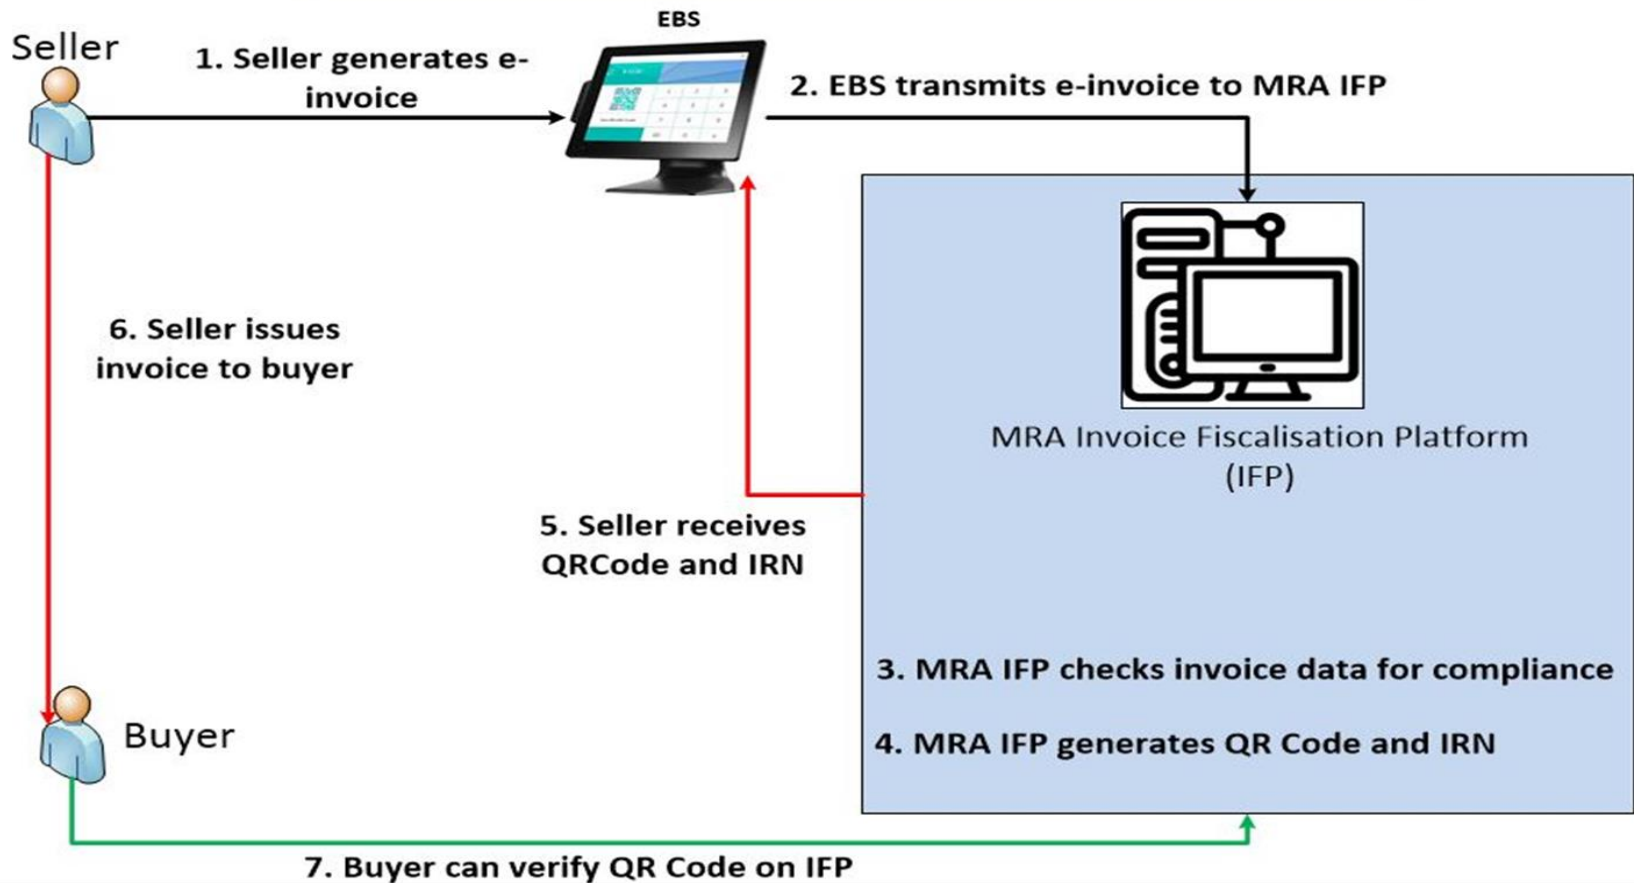 EBS
Seller
1. Seller generates e-
invoice
2. EBS transmits e-invoice to MRA IFP
6. Seller issues
invoice to buyer
MRA Invoice Fiscalisation Platform
(IFP)
5. Seller receives
QRCode and IRN
3. MRA IFP checks invoice data for compliance
4. MRA IFP generates QR Code and IRN
Buyer
7. Buyer can verify QR Code on IFP